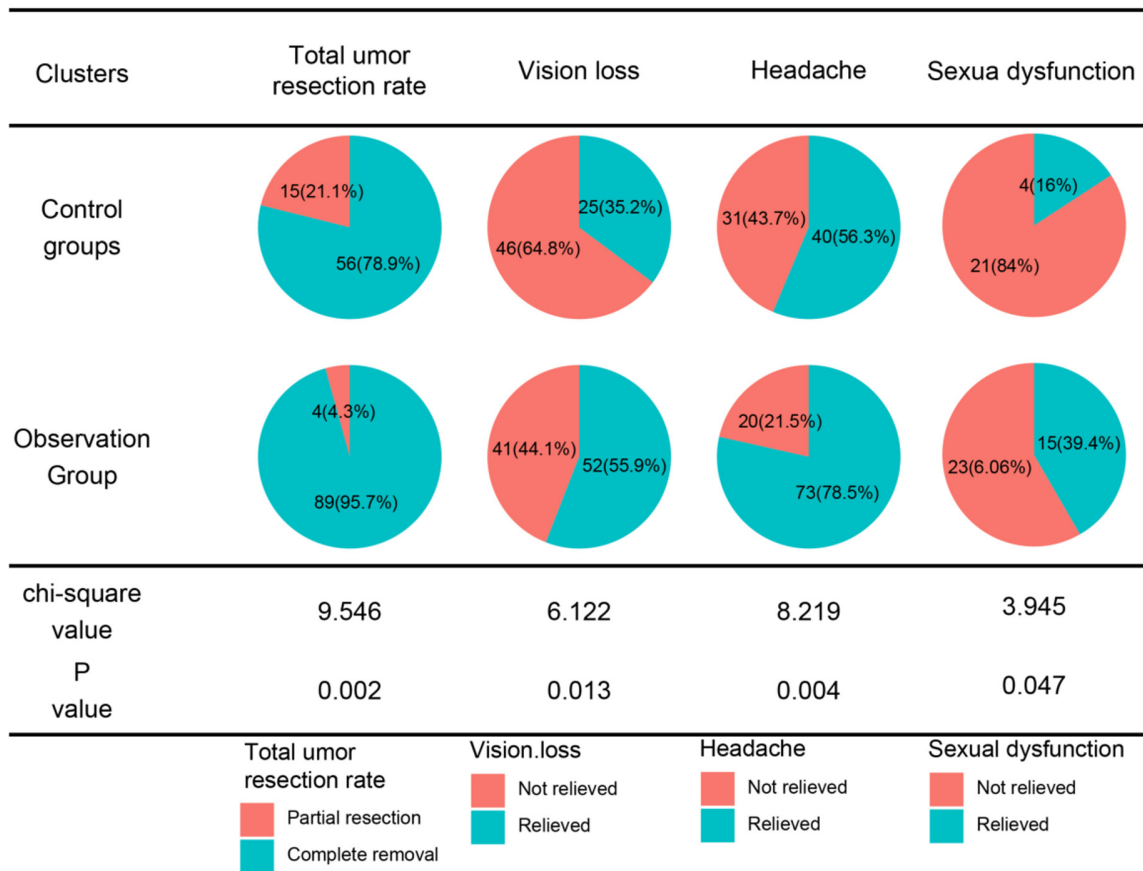 Clusters
Total umor
resection rate
Vision loss
Headache
Sexua dysfunction
Control
groups
15(21.1%)
56(78.9%)
25(35.2%)
46(64.8%)
31(43.7%)
40(56.3%)
4(16%)
21(84%)
Observation
Group
4(4.3%)
89(95.7%)
41(44.1%)
52(55.9%)
20(21.5%)
73(78.5%)
15(39.4%)
23(6.06%)
chi-square
value
9.546
6.122
8.219
3.945
P
value
0.002
0.013
0.004
0.047
Total umor
resection rate
Partial resection
Complete removal
Vision.loss
Not relieved
Relieved
Headache
Not relieved
Relieved
Sexual dysfunction
Not relieved
Relieved